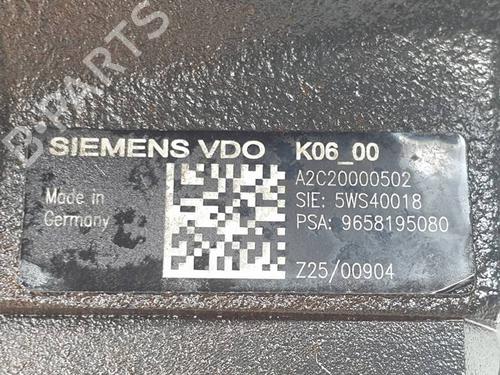 B-PARTS
SIEMENS VDO K06_00
Made in
Germany
A2C20000502
SIE: 5WS40018
PSA: 9658195080
Z25/00904